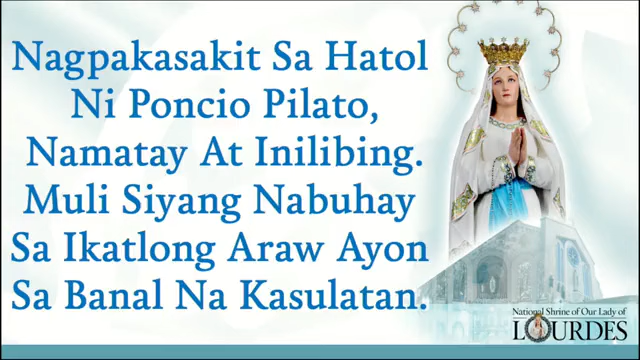 Nagpakasakit Sa Hatol
Ni Poncio Pilato,
Namatay At Inilibing.
Muli Siyang Nabuhay
Sa Ikatlong Araw Ayon
Sa Banal Na Kasulatan.
National Shrine of Our Lady of
LOURDES